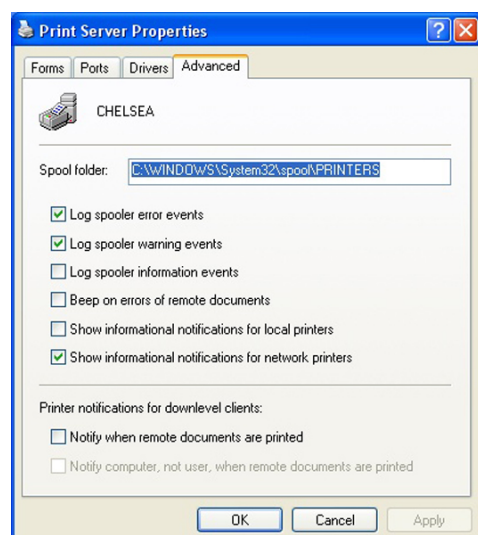 Print Server Properties
Forms Ports Drivers Advanced
CHELSEA
Spool folder: C:\WINDOWS\System32\spool\PRINTERS
Log spooler error events
Log spooler warning events
Log spooler information events
Beep on errors of remote documents
Show informational notifications for local printers
Show informational notifications for network printers
Printer notifications for downlevel clients:
Notify when remote documents are printed
Notify computer, not user, when remote documents are printed
OK Cancel Apply